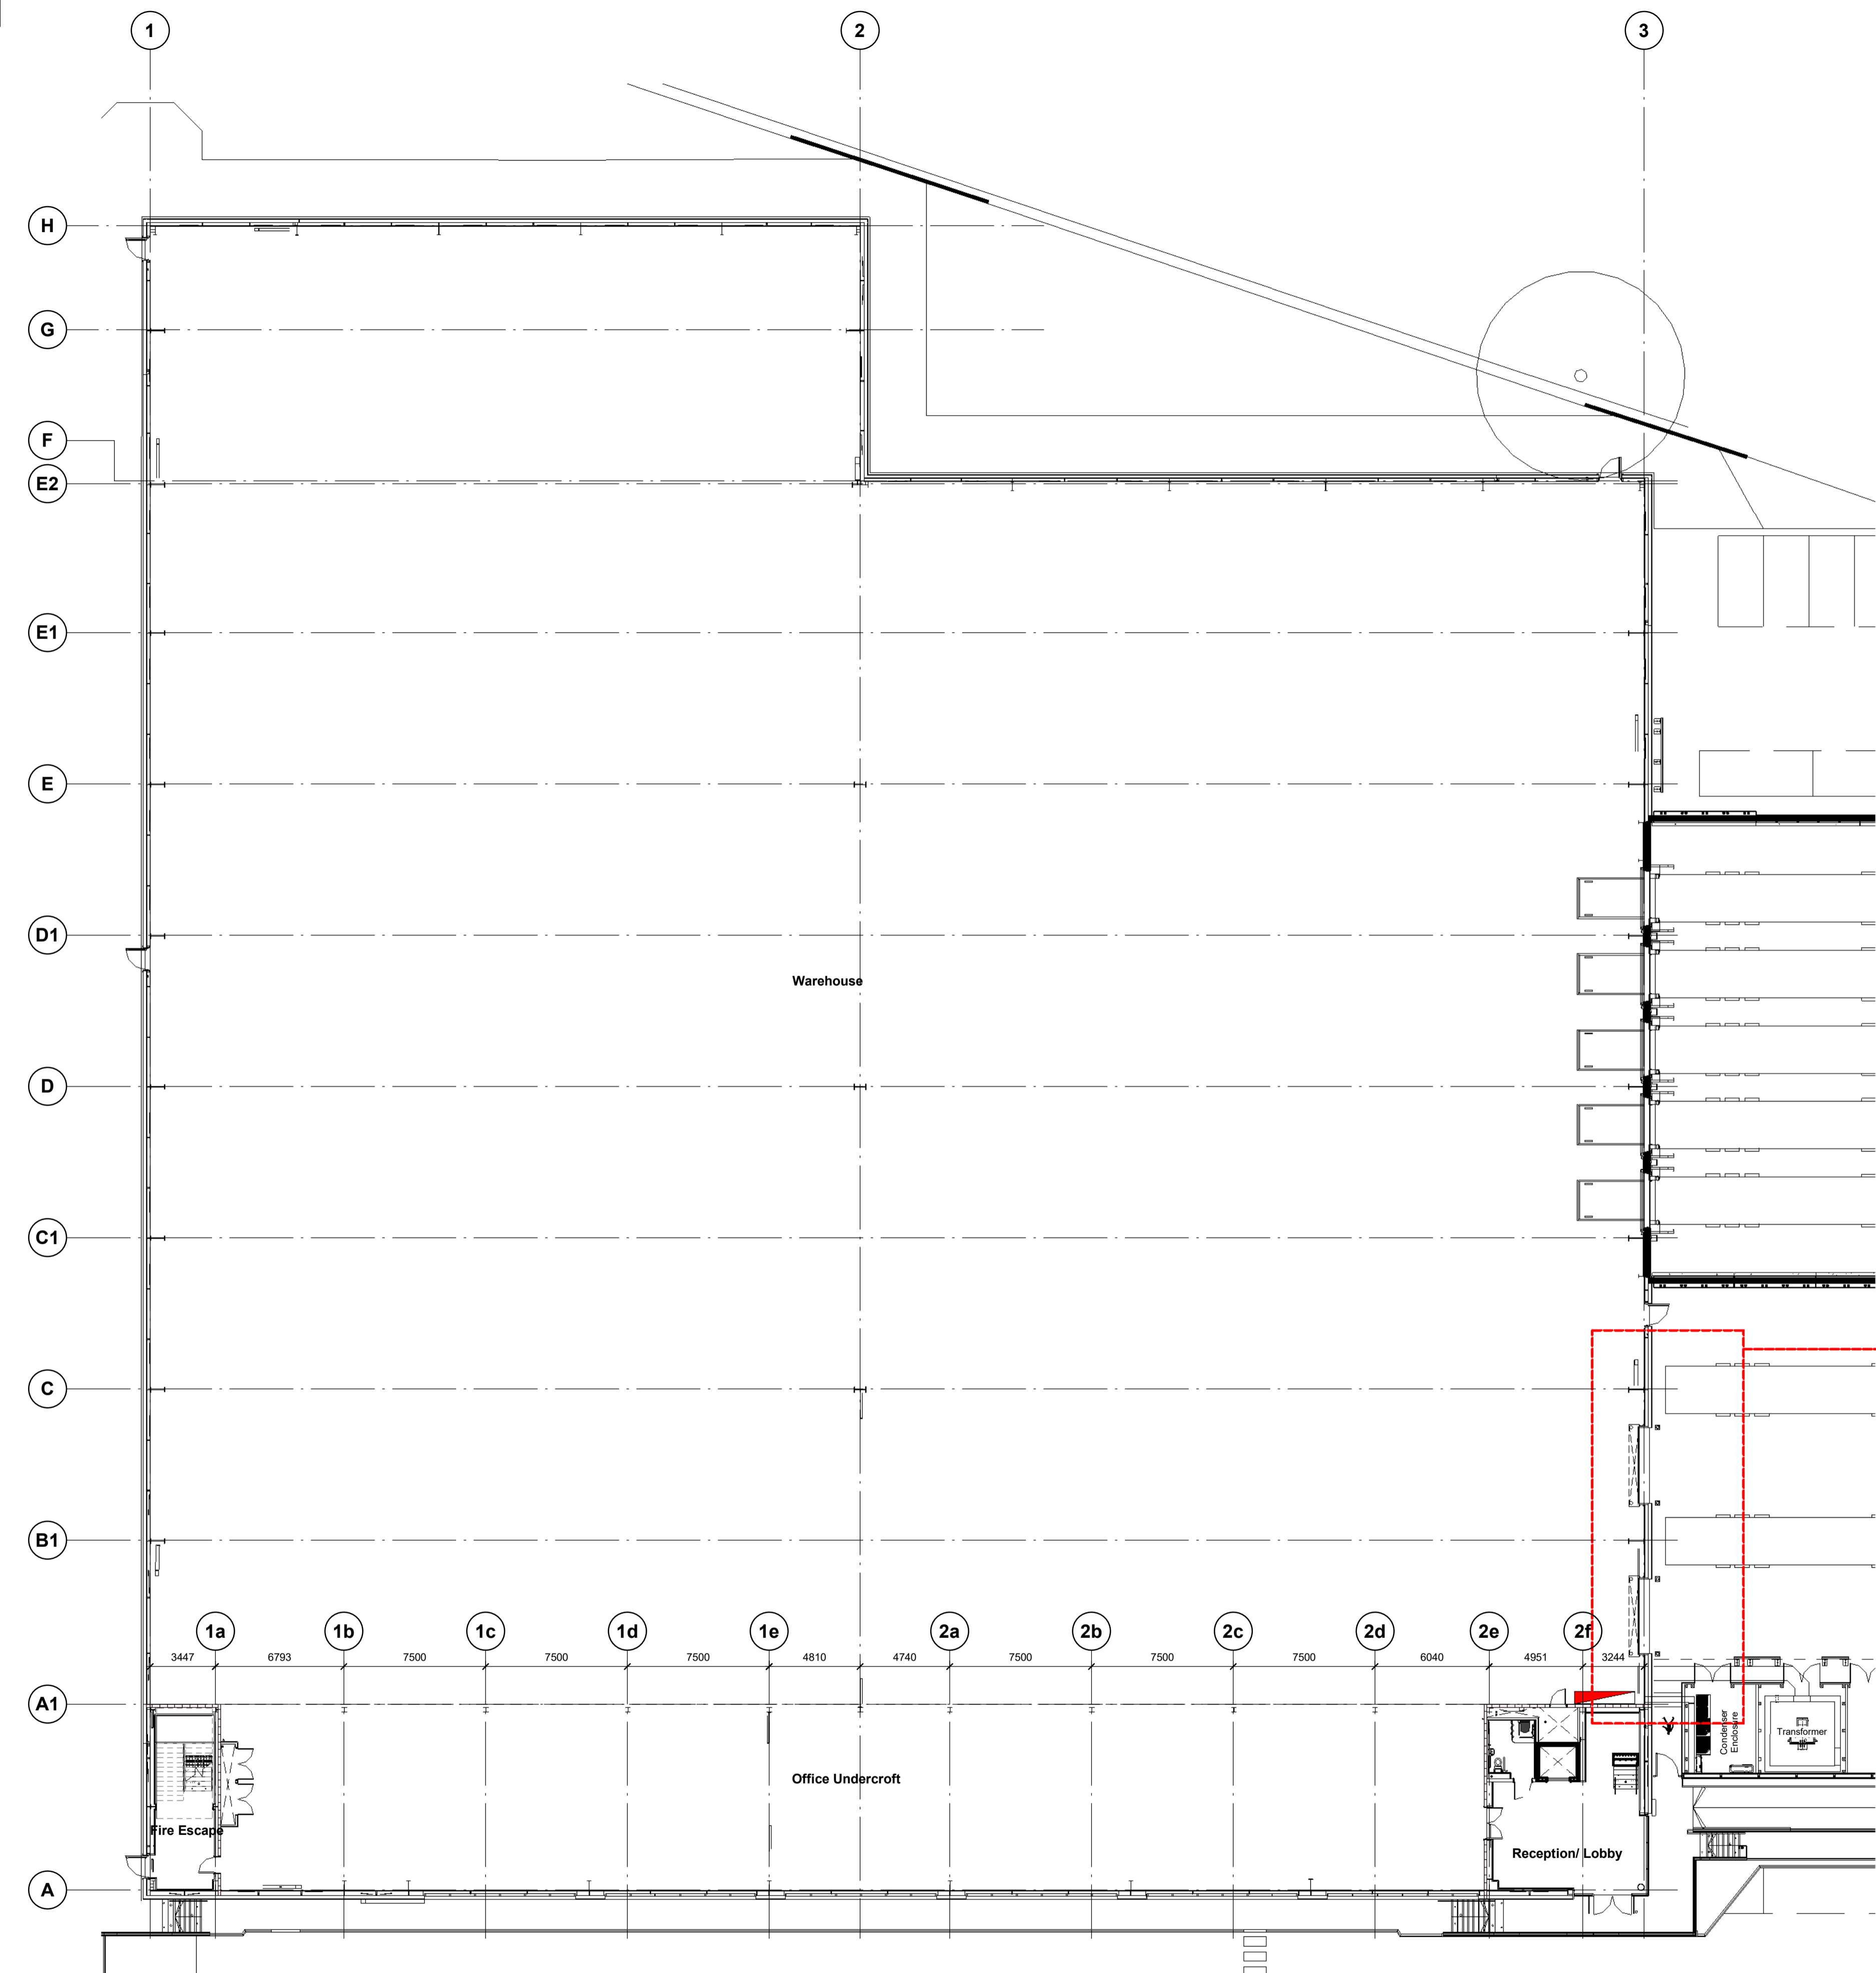 1
2
3
H
G
F
E2
E1
E
D1
Warehouse
D
C1
C
B1
1a
1b
1c
1d
1e
2a
2b
2c
2d
2e
2f
3447
6793
7500
7500
7500
4810
4740
7500
7500
7500
6040
4951
3244
A1
Condenser
Enclosure
Transformer
Office Undercroft
Fire Escape
Reception/ Lobby
A